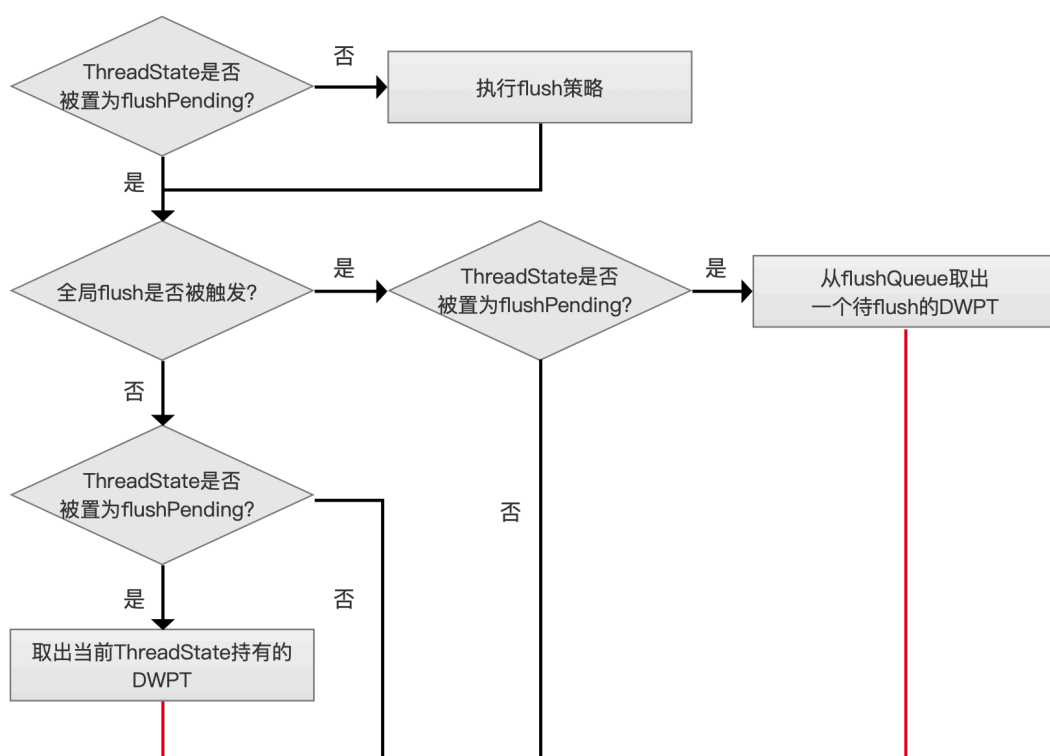 ThreadState是否
被置为flushPending?
否
执行flush策略
是
全局flush是否被触发?
是
ThreadState是否
被置为flushPending?
是
从flushQueue取出
一个待flush的DWPT
否
ThreadState是否
被置为flushPending?
否
是
否
取出当前ThreadState持有的
DWPT